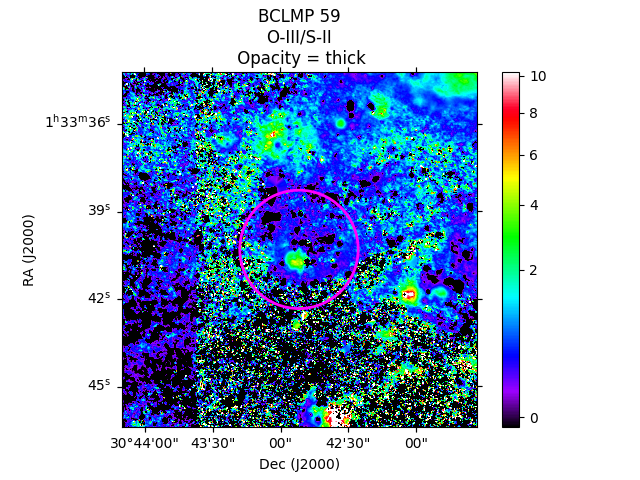 BCLMP 59
O-III/S-II
Opacity = thick
10
8
6
4
2
0
1ʰ33ᵐ36ˢ
39ˢ
42ˢ
45ˢ
RA (J2000)
30°44'00" 43'30" 00" 42'30" 00"
Dec (J2000)